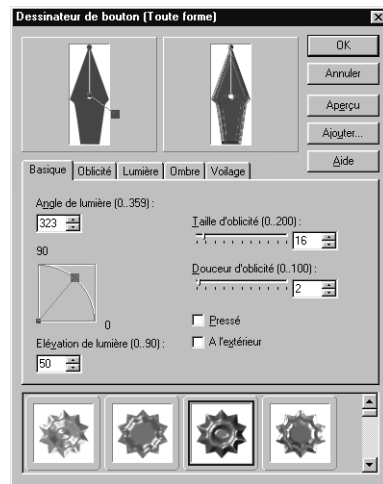 Dessinateur de bouton (Toute forme)
OK
Annuler
Aperçu
Ajouter...
Aide
Basique Oblicité Lumière Ombre Voilage
Angle de lumière (0..359) :
323
90
0
Elévation de lumière (0..90) :
50
Taille d'oblicité (0..200) :
16
Douceur d'oblicité (0..100) :
2
Pressé
A l'extérieur